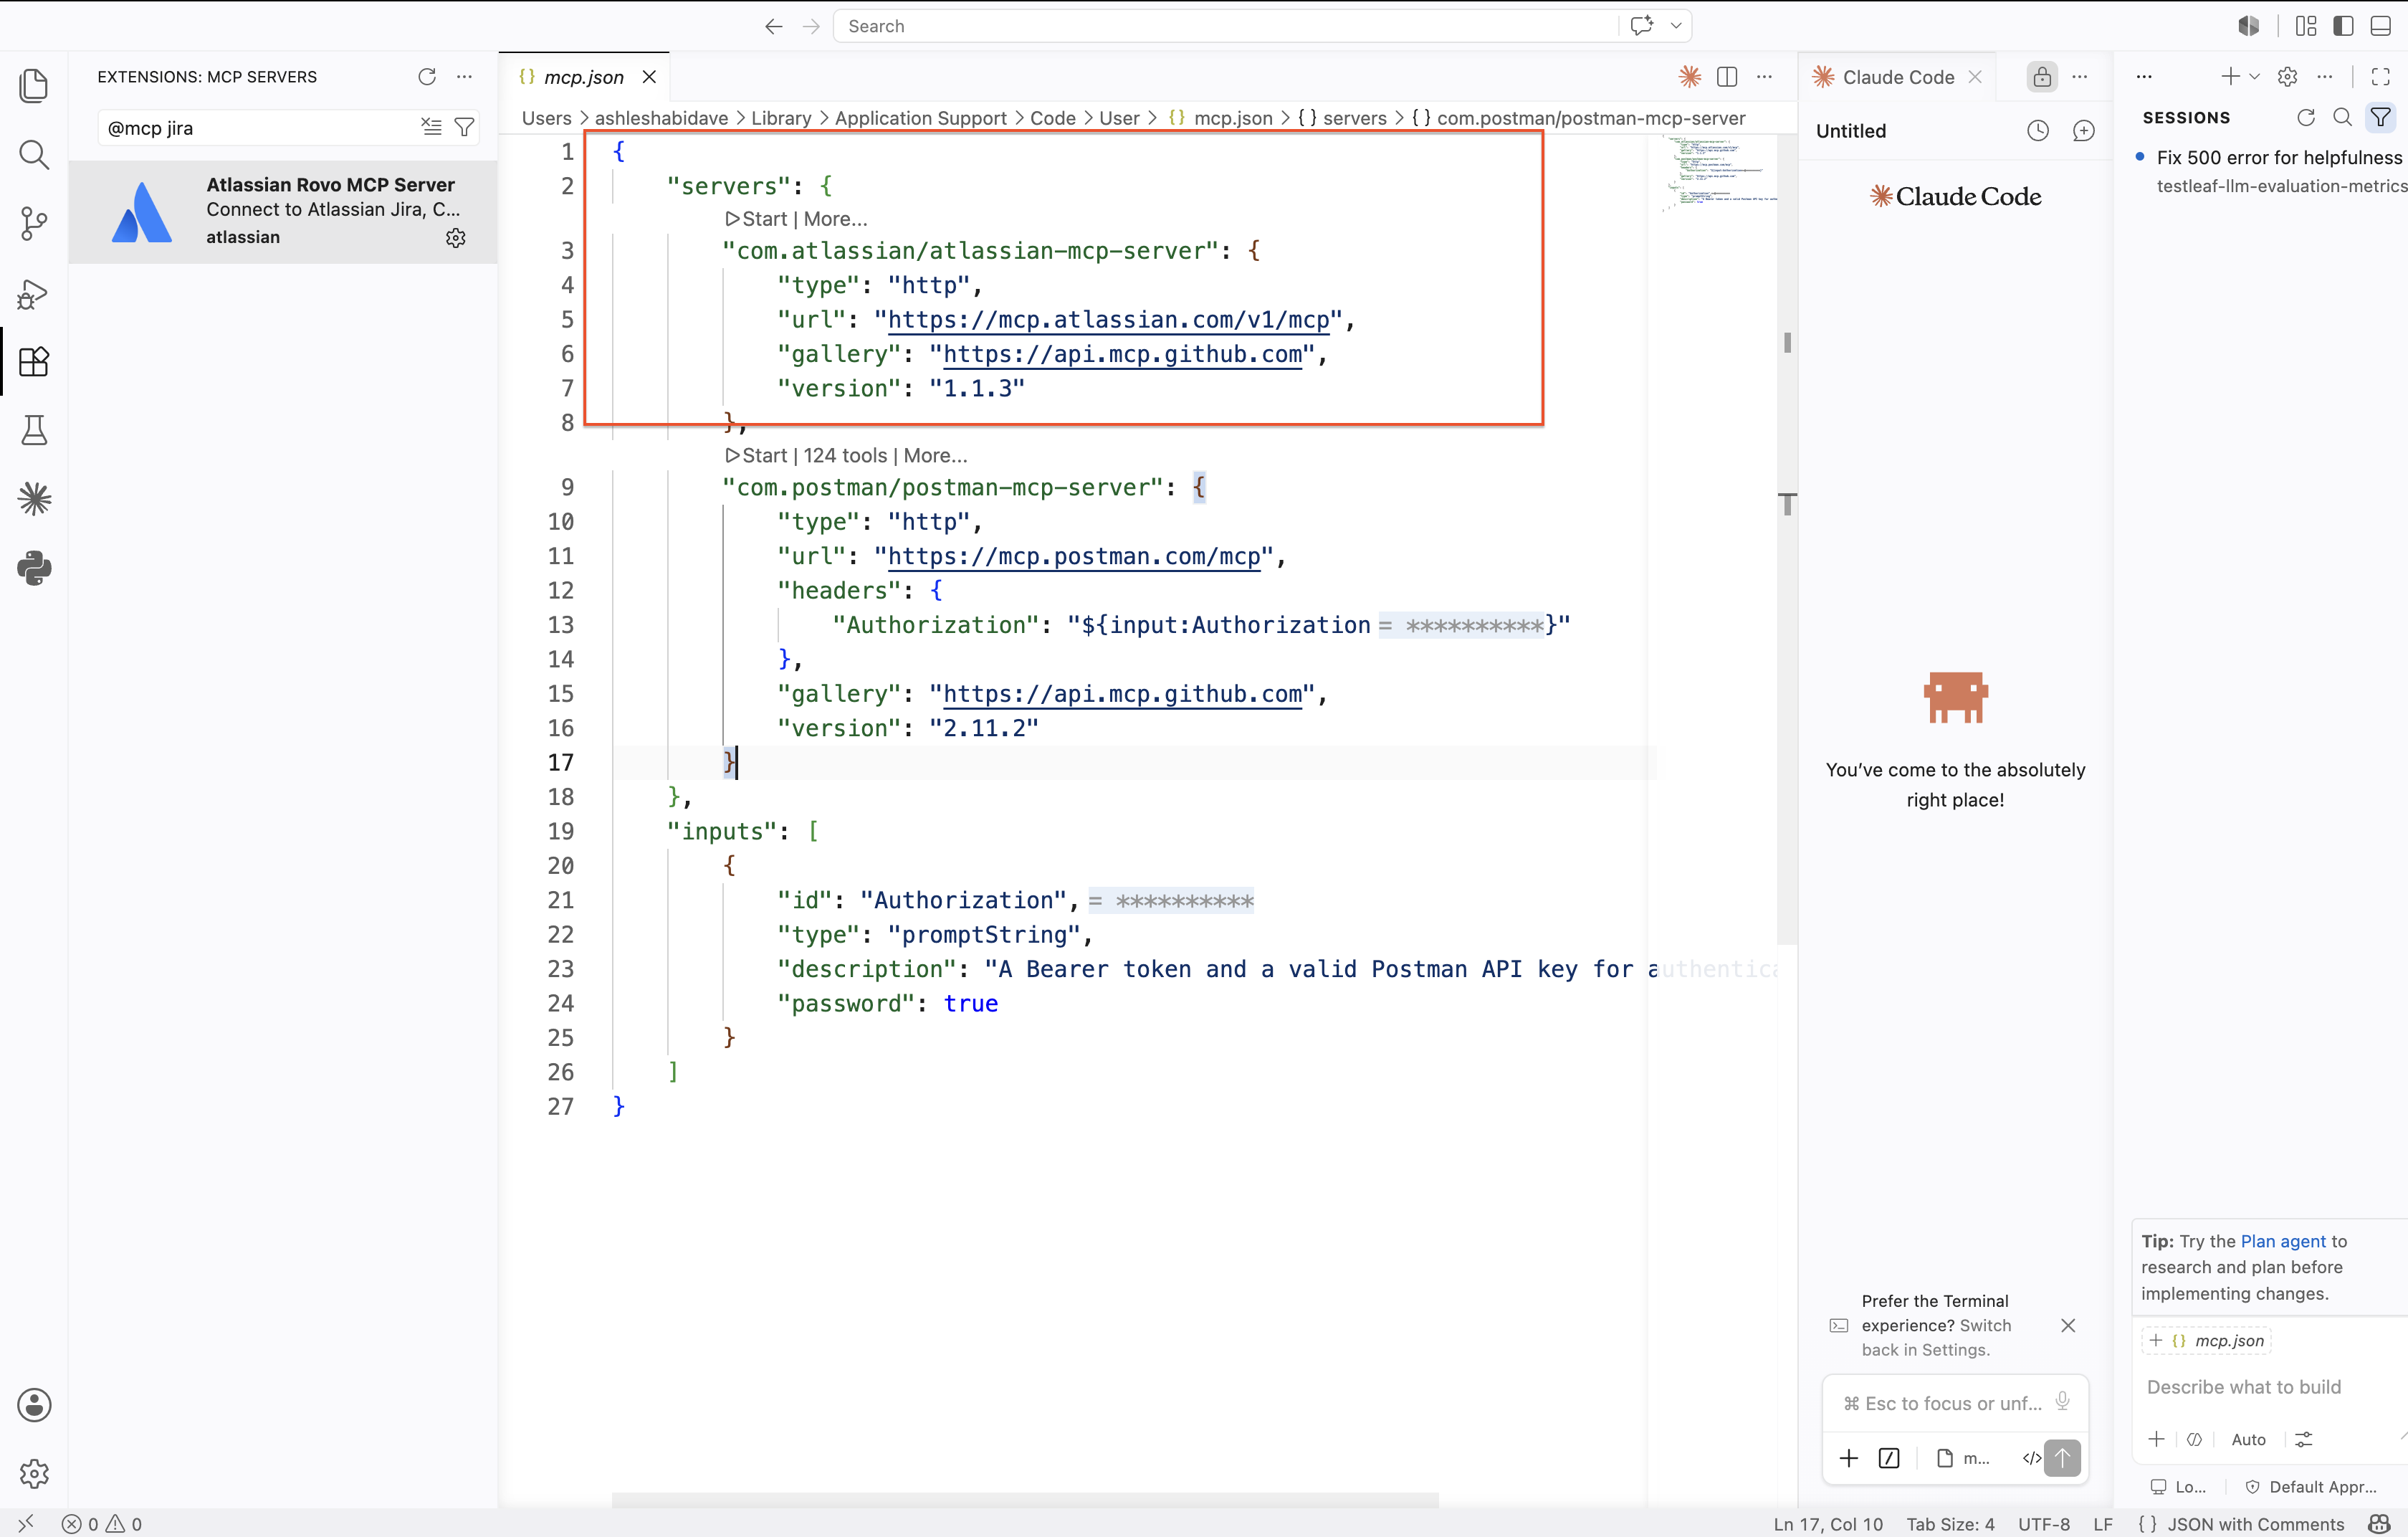 Search
EXTENSIONS: MCP SERVERS
@mcp jira
Atlassian Rovo MCP Server
Connect to Atlassian Jira, C...
atlassian
{} mcp.json
Users > ashleshabidave > Library > Application Support > Code > User > {} mcp.json > {} servers > {} com.postman/postman-mcp-server
1 {
2 "servers": {
Start | More...
3 "com.atlassian/atlassian-mcp-server": {
4 "type": "http",
5 "url": "https://mcp.atlassian.com/v1/mcp",
6 "gallery": "https://api.mcp.github.com",
7 "version": "1.1.3"
8 },
Start | 124 tools | More...
9 "com.postman/postman-mcp-server": {
10 "type": "http",
11 "url": "https://mcp.postman.com/mcp",
12 "headers": {
13 "Authorization": "${input:Authorization = **********}"
14 },
15 "gallery": "https://api.mcp.github.com",
16 "version": "2.11.2"
17 }
18 },
19 "inputs": [
20 {
21 "id": "Authorization", = **********
22 "type": "promptString",
23 "description": "A Bearer token and a valid Postman API key for authentica
24 "password": true
25 }
26 ]
27 }
Claude Code
Untitled
Claude Code
You've come to the absolutely
right place!
Prefer the Terminal
experience? Switch
back in Settings.
⌘ Esc to focus or unf...
m...
</>
SESSIONS
Fix 500 error for helpfulness
testleaf-llm-evaluation-metrics
Tip: Try the Plan agent to
research and plan before
implementing changes.
+ {} mcp.json
Describe what to build
Auto
Lo...
Default Appr...
0 0
Ln 17, Col 10
Tab Size: 4
UTF-8
LF
{} JSON with Comments